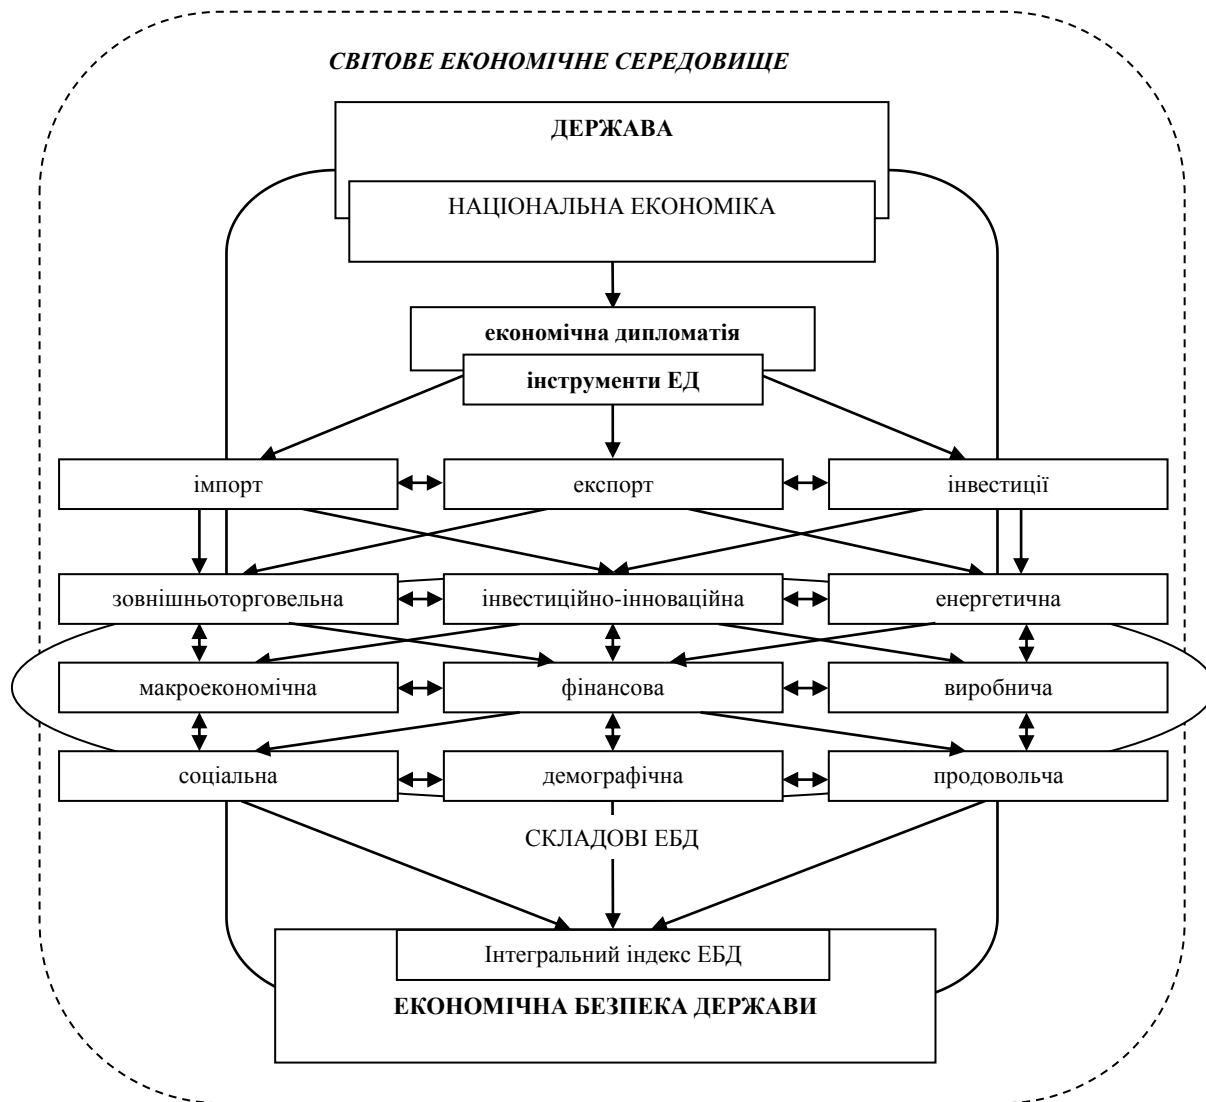 СВІТОВЕ ЕКОНОМІЧНЕ СЕРЕДОВИЩЕ
ДЕРЖАВА
НАЦІОНАЛЬНА ЕКОНОМІКА
економічна дипломатія
інструменти ЕД
імпорт
експорт
інвестиції
зовнішньоторговельна
інвестиційно-інноваційна
енергетична
макроекономічна
фінансова
виробнича
соціальна
демографічна
продовольча
СКЛАДОВІ ЕБД
Інтегральний індекс ЕБД
ЕКОНОМІЧНА БЕЗПЕКА ДЕРЖАВИ